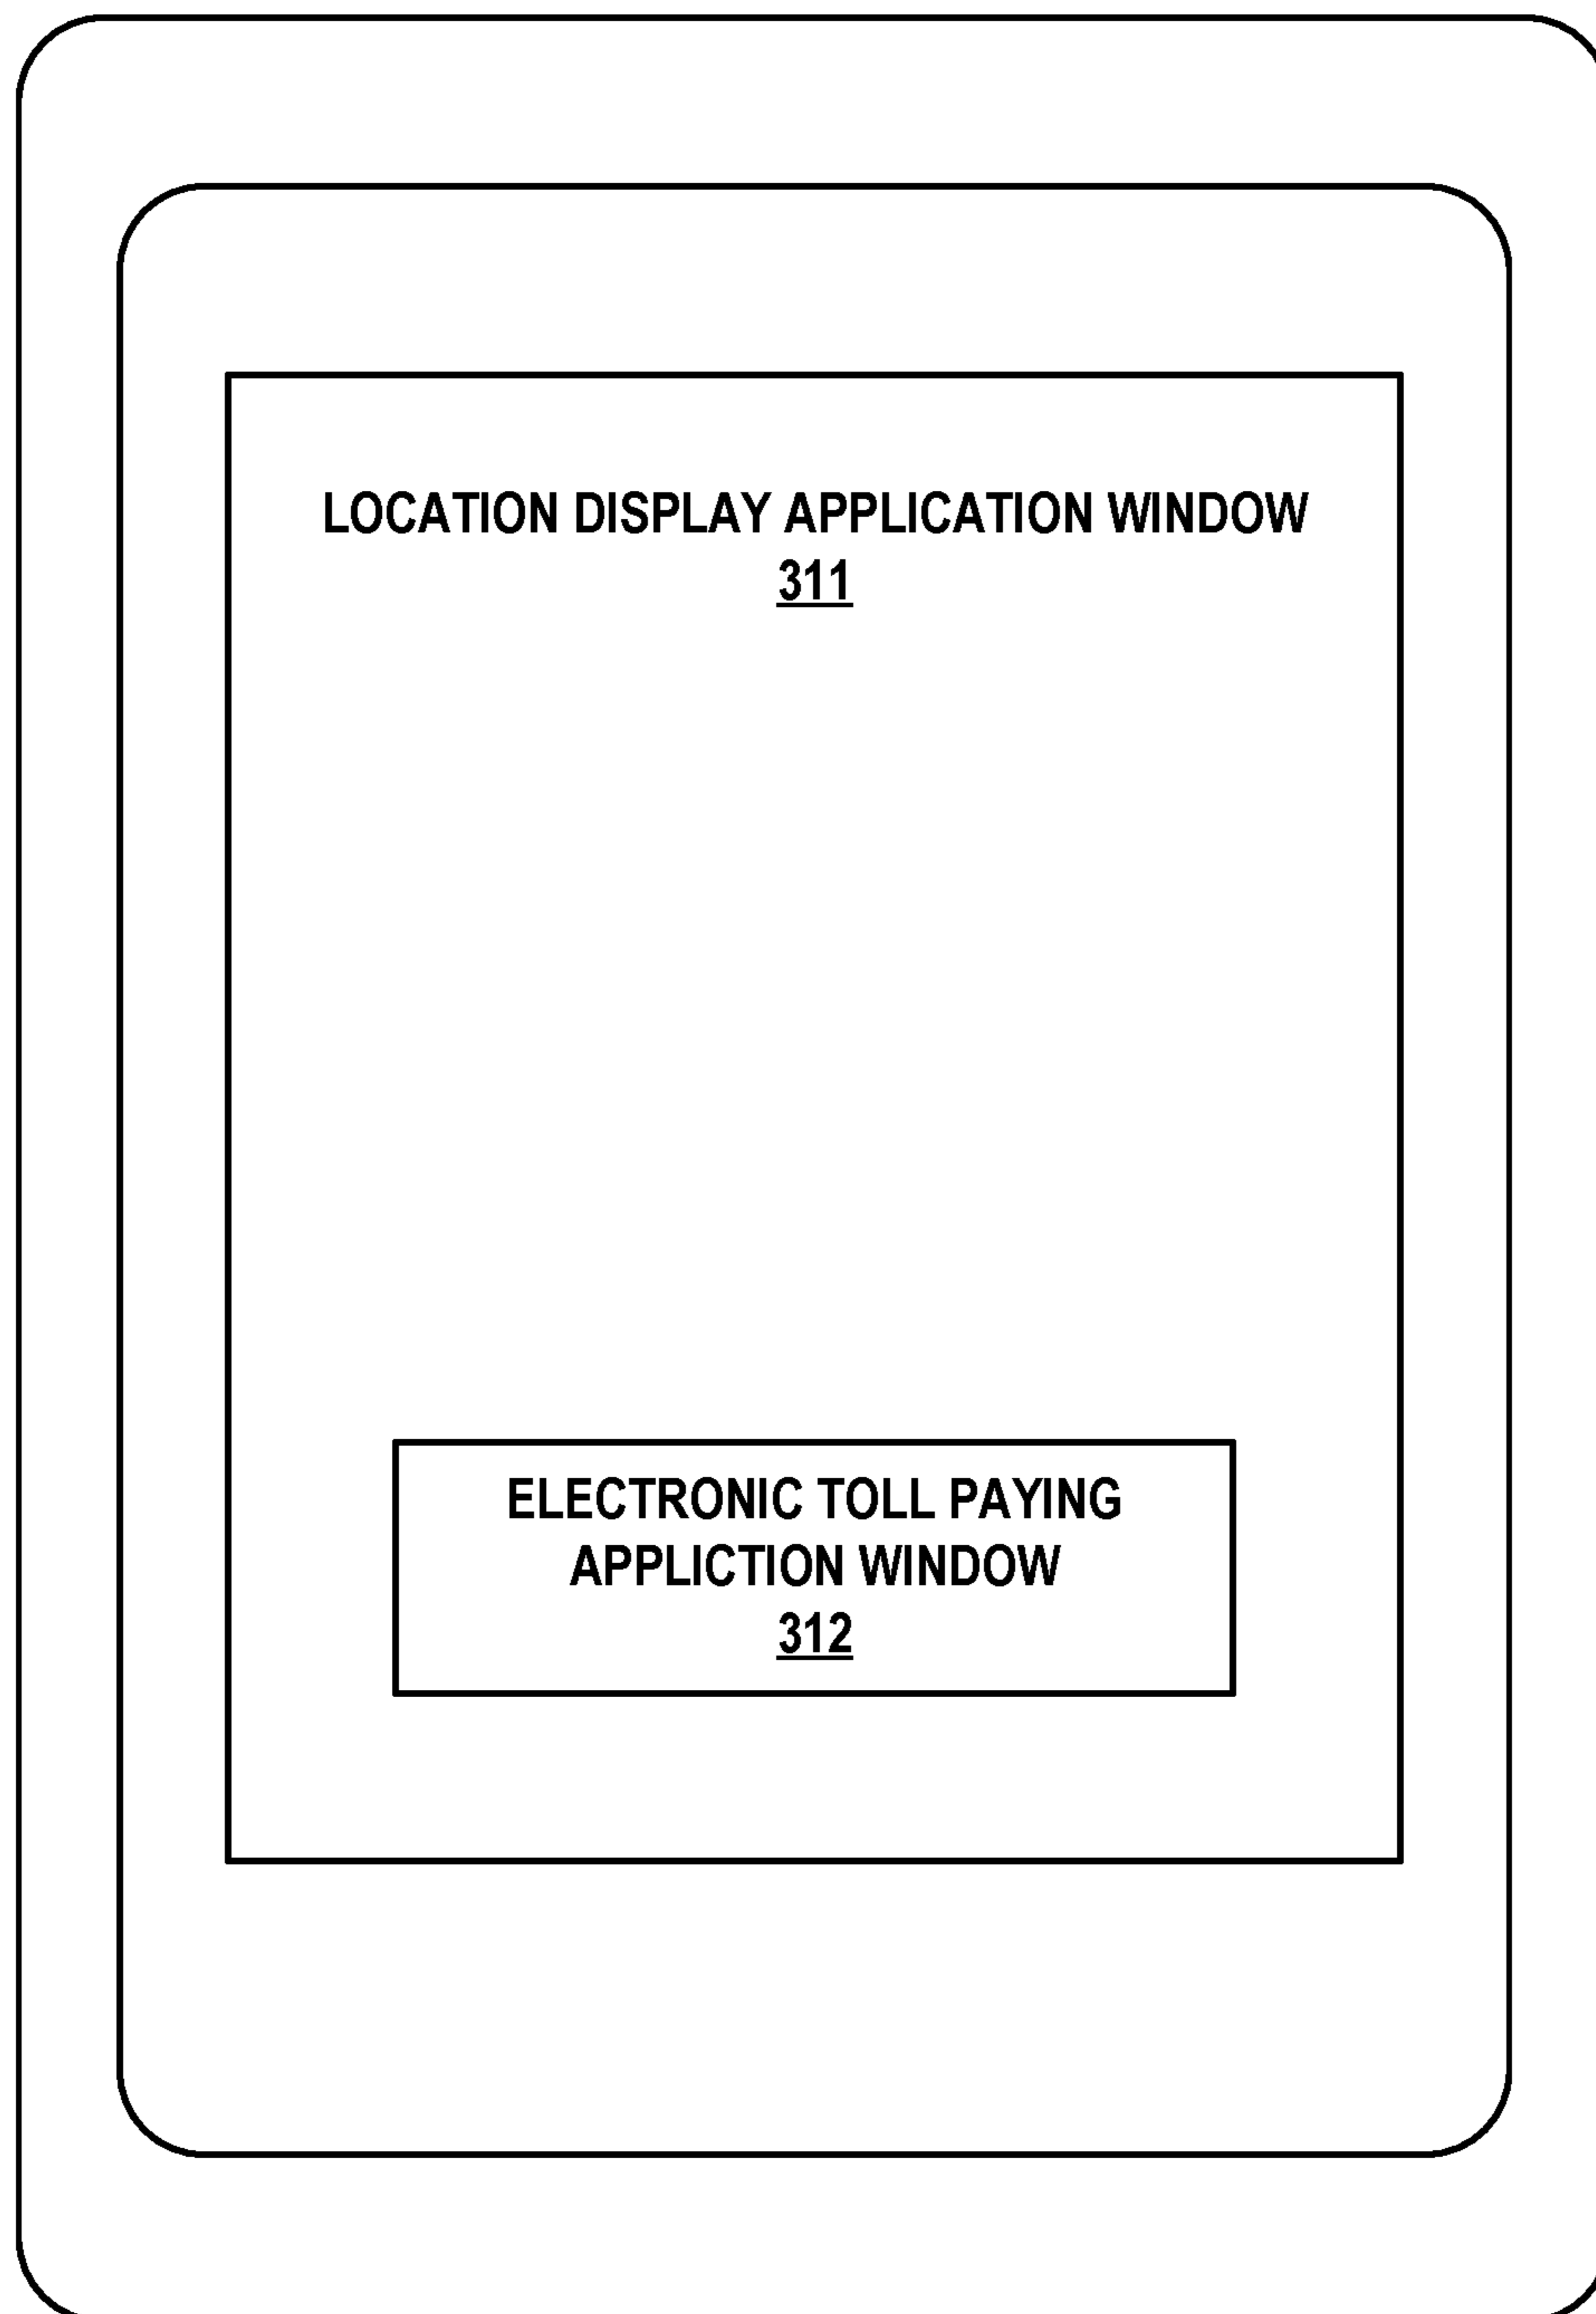 LOCATION DISPLAY APPLICATION WINDOW
311
ELECTRONIC TOLL PAYING
APPLICTION WINDOW
312